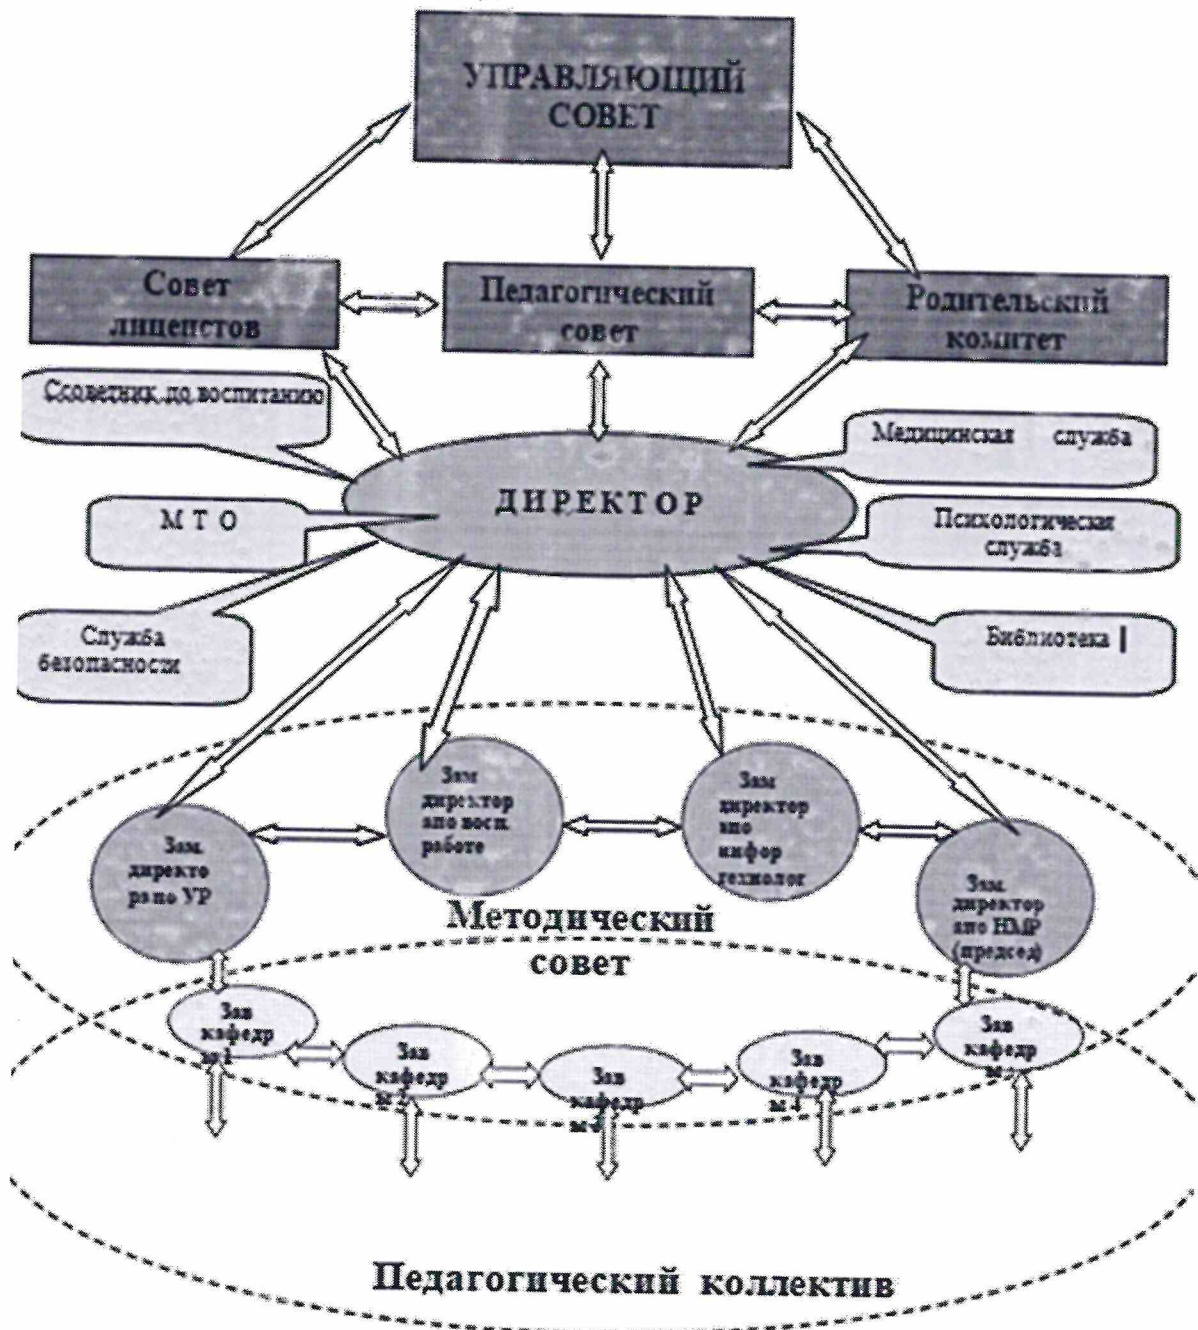 УПРАВЛЯЮЩИЙ
СОВЕТ
Совет
лицеистов
Педагогический
совет
Родительский
комитет
Ссоветник по воспитанию
Медицинская служба
ДИРЕКТОР
М Т О
Психологическая
служба
Служба
безопасности
Библиотека
Зам
директор
апо восп.
работе
Зам
директор
апо
инфор
технолог
Зам.
директо
ра по УР
Зам.
директор
апо НМР
(председ)
Методический
совет
Зав
кафедр
ы 1
Зав
кафедр
ы 2
Зав
кафедр
Зав
кафедр
ы 4
Зав
кафедр
Педагогический коллектив